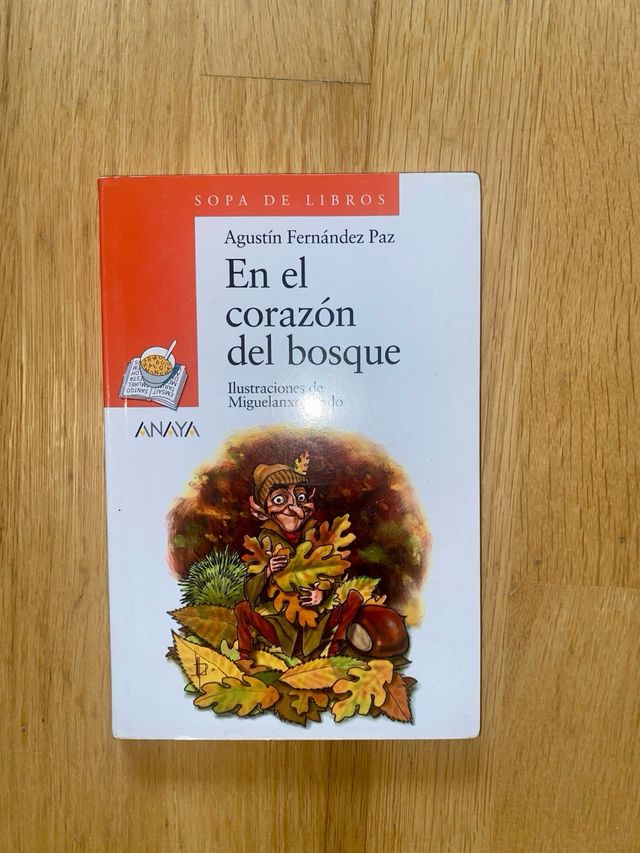 SOPA DE LIBROS
Agustín Fernández Paz
En el
corazón
del bosque
Ilustraciones de
Miguelanxo
ANAYA